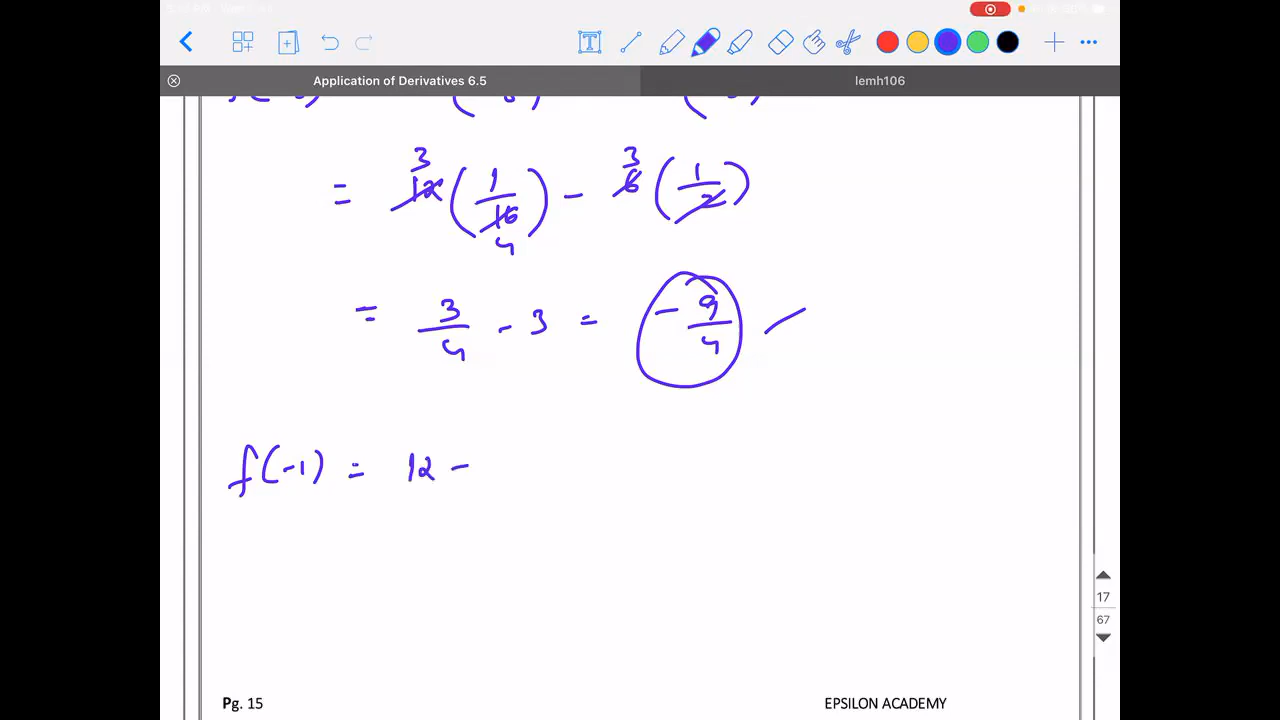 Application of Derivatives 6.5
lemh106
= 3 12 ( 1 / 16 4 ) - 3 6 ( 1 / 2 )
= 3/4 - 3 = - 9/4
f(-1) = 12 -
17
67
Pg. 15
EPSILON ACADEMY